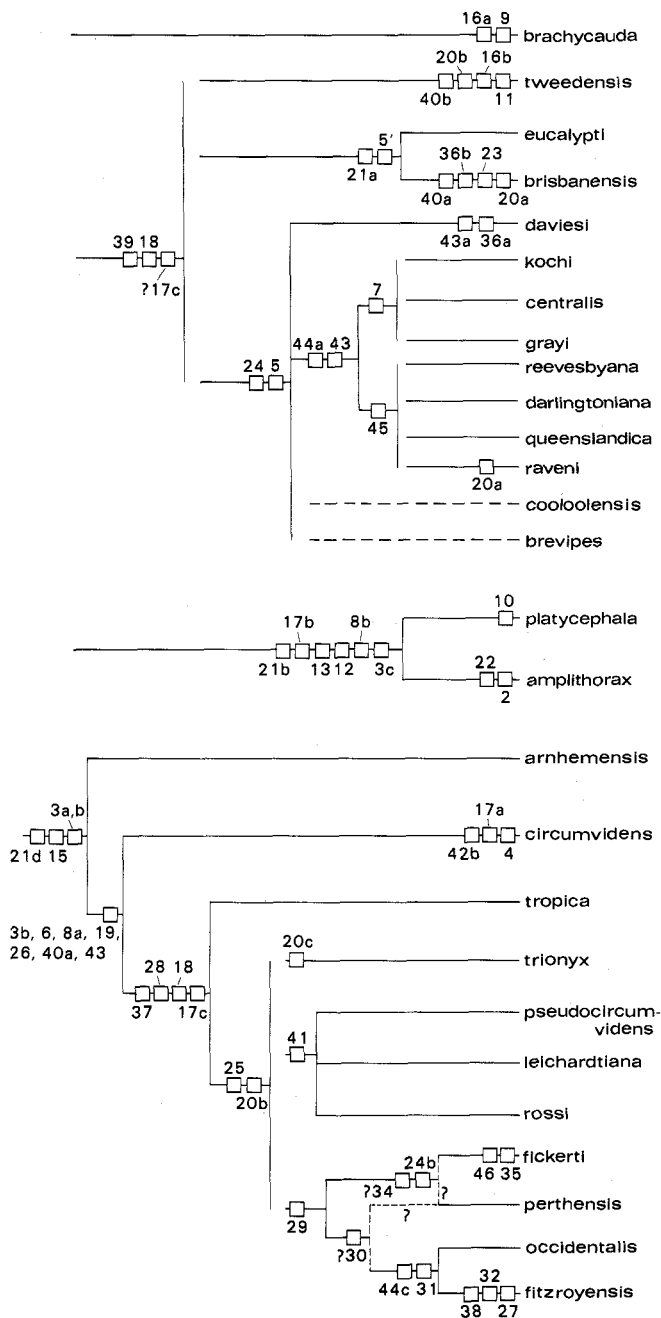 16a 9
brachycauda
20b 16b
tweedensis
40b 11
5' eucalypti
21a
36b 23
brisbanensis
40a 20a
daviesi
43a 36a
39 18
?17c
kochi
7
centralis
44a 43
grayi
reevesbyana
24 5
darlingtoniana
45
queenslandica
raveni
20a
cooloolensis
brevipes
10
17b 8b platycephala
21b 13 12 3c
22
amplithorax
2
arnhemensis
3a,b
17a
circumvidens
21d 15
42b 4
tropica
3b, 6, 8a, 19,
26, 40a, 43
20c
28 18 trionyx
37 17c
pseudocircum-
videns
41
leichardtiana
25
20b
rossi
24b fickerti
?34 46 35
?
perthensis
29 ?
?30
occidentalis
44c 31 32
fitzroyensis
38 27